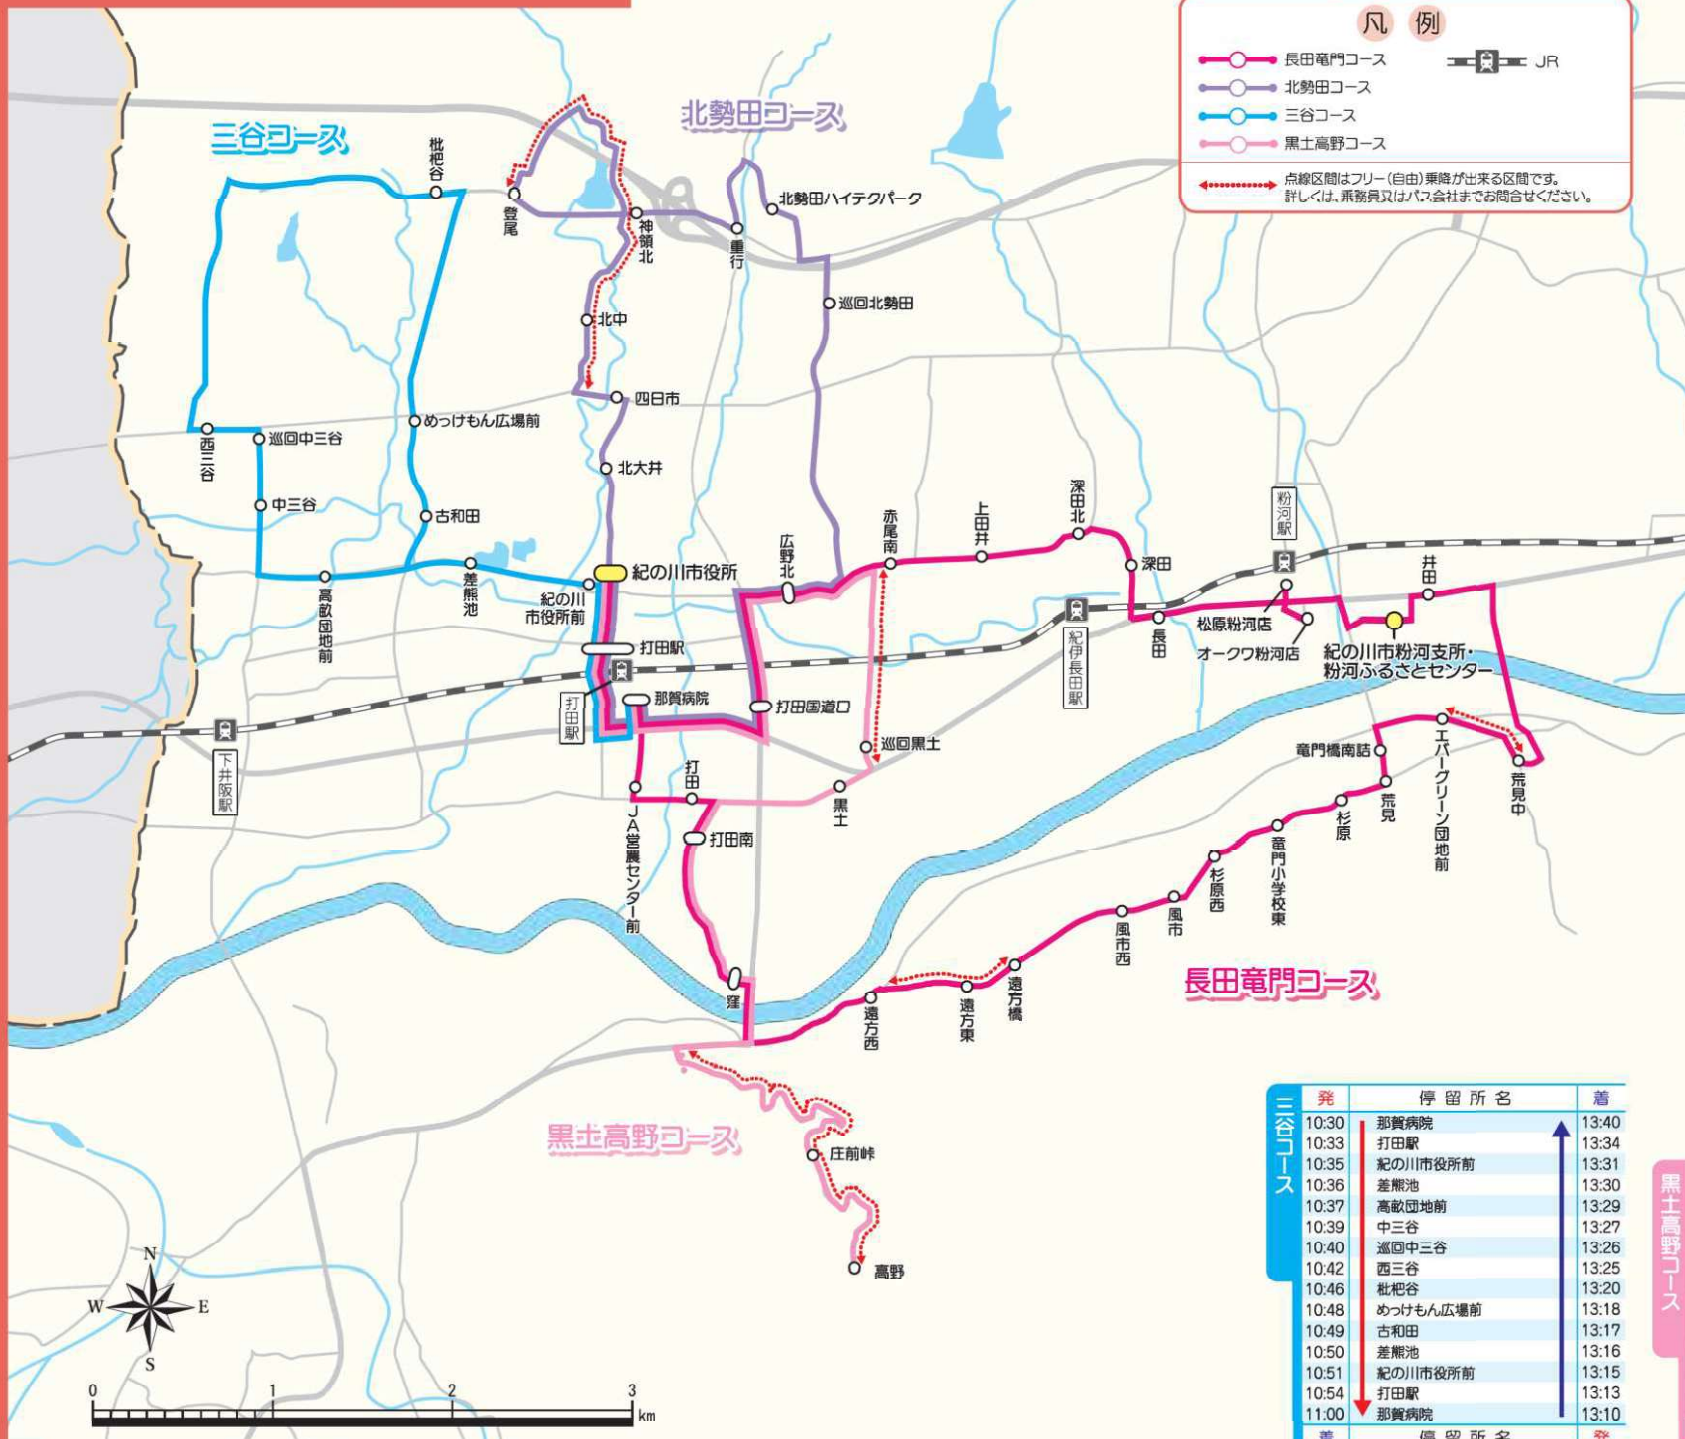 凡例
長田竜門コース
JR
北勢田コース
三谷コース
黒土高野コース
点線区間はフリー(自由)乗降が出来る区間です。
詳しくは、乗務員又はバス会社までお問合せください。
三谷コース
北勢田コース
枇杷谷
登尾
神領北
重行
北勢田ハイテクパーク
巡回北勢田
北中
四日市
北大井
めっけもん広場前
西三谷
巡回中三谷
中三谷
古和田
差熊池
高畝団地前
紀の川
市役所前
紀の川市役所
打田駅
打田駅
那賀病院
下井阪駅
広野北
赤尾南
上田井
深田北
深田
長田
紀伊長田駅
粉河駅
松原粉河店
オークワ粉河店
井田
紀の川市粉河支所・
粉河ふるさとセンター
打田国道口
巡回黒土
黒土
打田
打田南
JA営農センター前
窪
竜門橋南詰
エバーグリーン団地前
荒見中
荒見
杉原
竜門小学校東
杉原西
風市
風市西
遠方橋
遠方東
遠方西
長田竜門コース
黒土高野コース
庄前峠
高野
N
W
E
S
0 1 2 3
km
三谷コース
発 停留所名 着
10:30 那賀病院 13:40
10:33 打田駅 13:34
10:35 紀の川市役所前 13:31
10:36 差熊池 13:30
10:37 高畝団地前 13:29
10:39 中三谷 13:27
10:40 巡回中三谷 13:26
10:42 西三谷 13:25
10:46 枇杷谷 13:20
10:48 めっけもん広場前 13:18
10:49 古和田 13:17
10:50 差熊池 13:16
10:51 紀の川市役所前 13:15
10:54 打田駅 13:13
11:00 那賀病院 13:10
着 停留所名 発
黒土高野コース